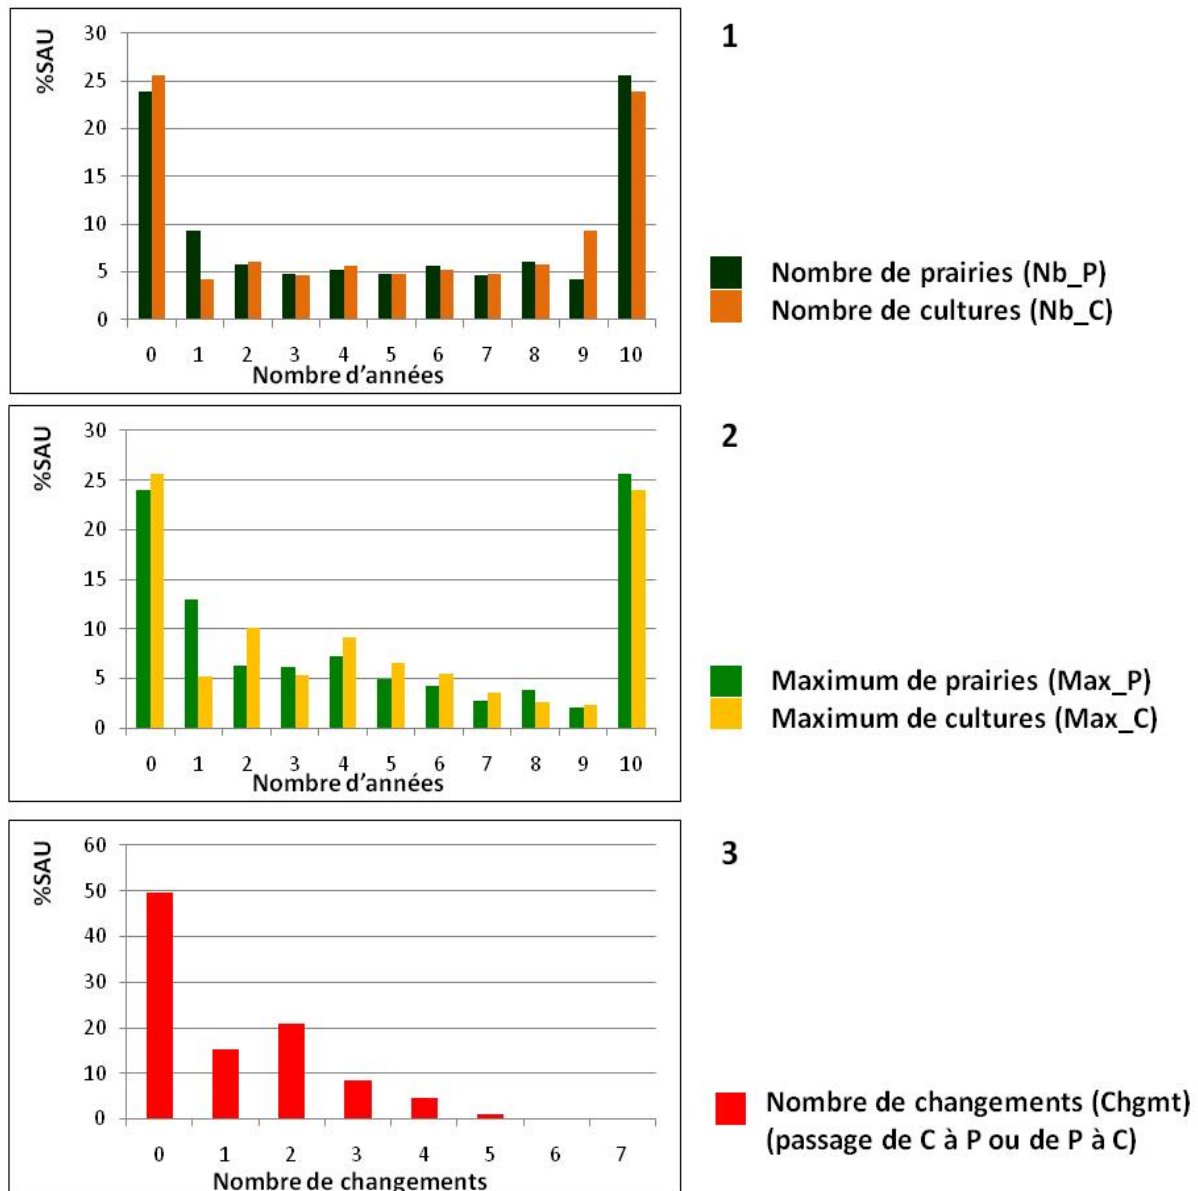 %SAU
30
25
20
15
10
5
0
0 1 2 3 4 5 6 7 8 9 10
Nombre d'années
1
Nombre de prairies (Nb_P)
Nombre de cultures (Nb_C)
%SAU
30
25
20
15
10
5
0
0 1 2 3 4 5 6 7 8 9 10
Nombre d'années
2
Maximum de prairies (Max_P)
Maximum de cultures (Max_C)
%SAU
60
50
40
30
20
10
0
0 1 2 3 4 5 6 7
Nombre de changements
3
Nombre de changements (Chgmt)
(passage de C à P ou de P à C)